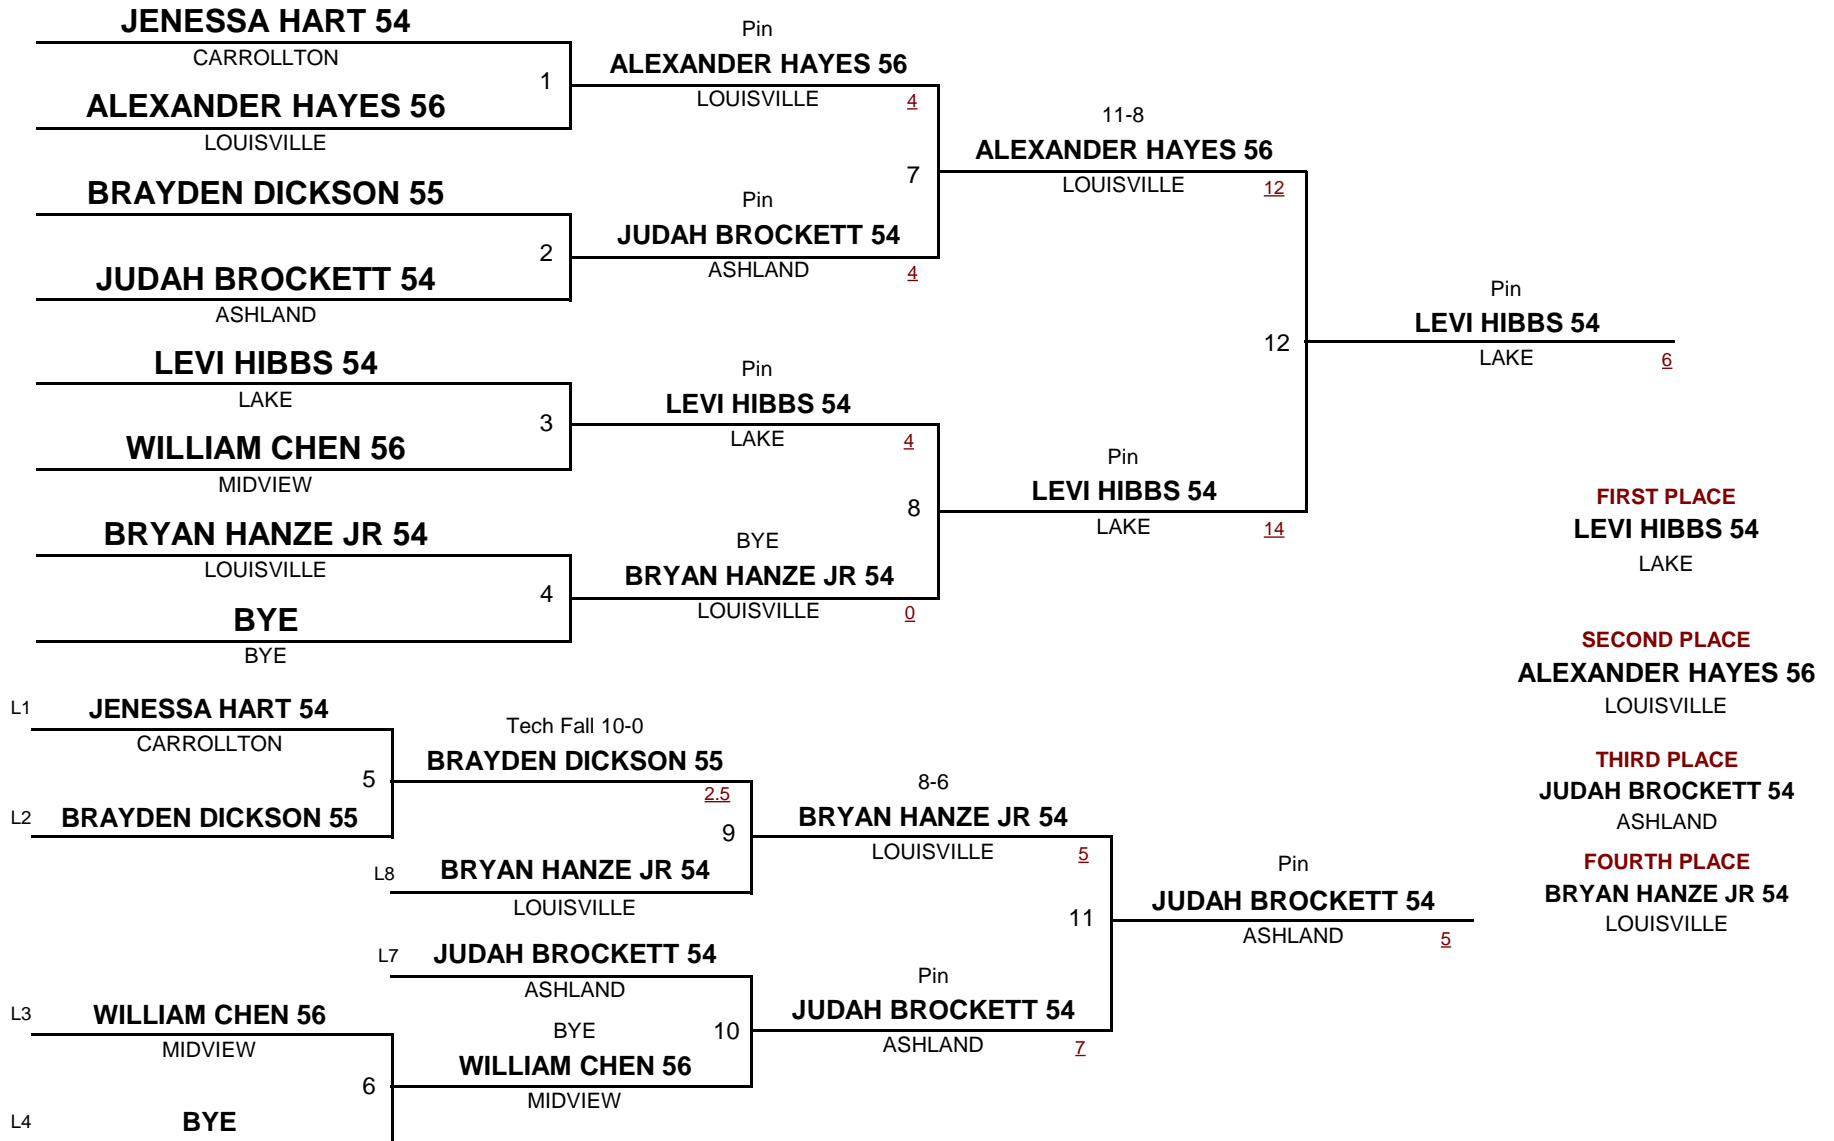 JENESSA HART 54
CARROLLTON
1
ALEXANDER HAYES 56
LOUISVILLE
Pin
ALEXANDER HAYES 56
LOUISVILLE 4
BRAYDEN DICKSON 55
2
JUDAH BROCKETT 54
ASHLAND
Pin
JUDAH BROCKETT 54
ASHLAND 4
7
11-8
ALEXANDER HAYES 56
LOUISVILLE 12
LEVI HIBBS 54
LAKE
3
WILLIAM CHEN 56
MIDVIEW
Pin
LEVI HIBBS 54
LAKE 4
BRYAN HANZE JR 54
LOUISVILLE
4
BYE
BYE
BYE
BRYAN HANZE JR 54
LOUISVILLE 0
8
Pin
LEVI HIBBS 54
LAKE 14
12
Pin
LEVI HIBBS 54
LAKE 6
FIRST PLACE
LEVI HIBBS 54
LAKE
SECOND PLACE
ALEXANDER HAYES 56
LOUISVILLE
THIRD PLACE
JUDAH BROCKETT 54
ASHLAND
FOURTH PLACE
BRYAN HANZE JR 54
LOUISVILLE
L1 JENESSA HART 54
CARROLLTON
5
L2 BRAYDEN DICKSON 55
Tech Fall 10-0
BRAYDEN DICKSON 55
2.5
9
L8 BRYAN HANZE JR 54
LOUISVILLE
8-6
BRYAN HANZE JR 54
LOUISVILLE 5
L7 JUDAH BROCKETT 54
ASHLAND
L3 WILLIAM CHEN 56
MIDVIEW
6
L4 BYE
BYE
WILLIAM CHEN 56
MIDVIEW
10
Pin
JUDAH BROCKETT 54
ASHLAND 7
11
Pin
JUDAH BROCKETT 54
ASHLAND 5